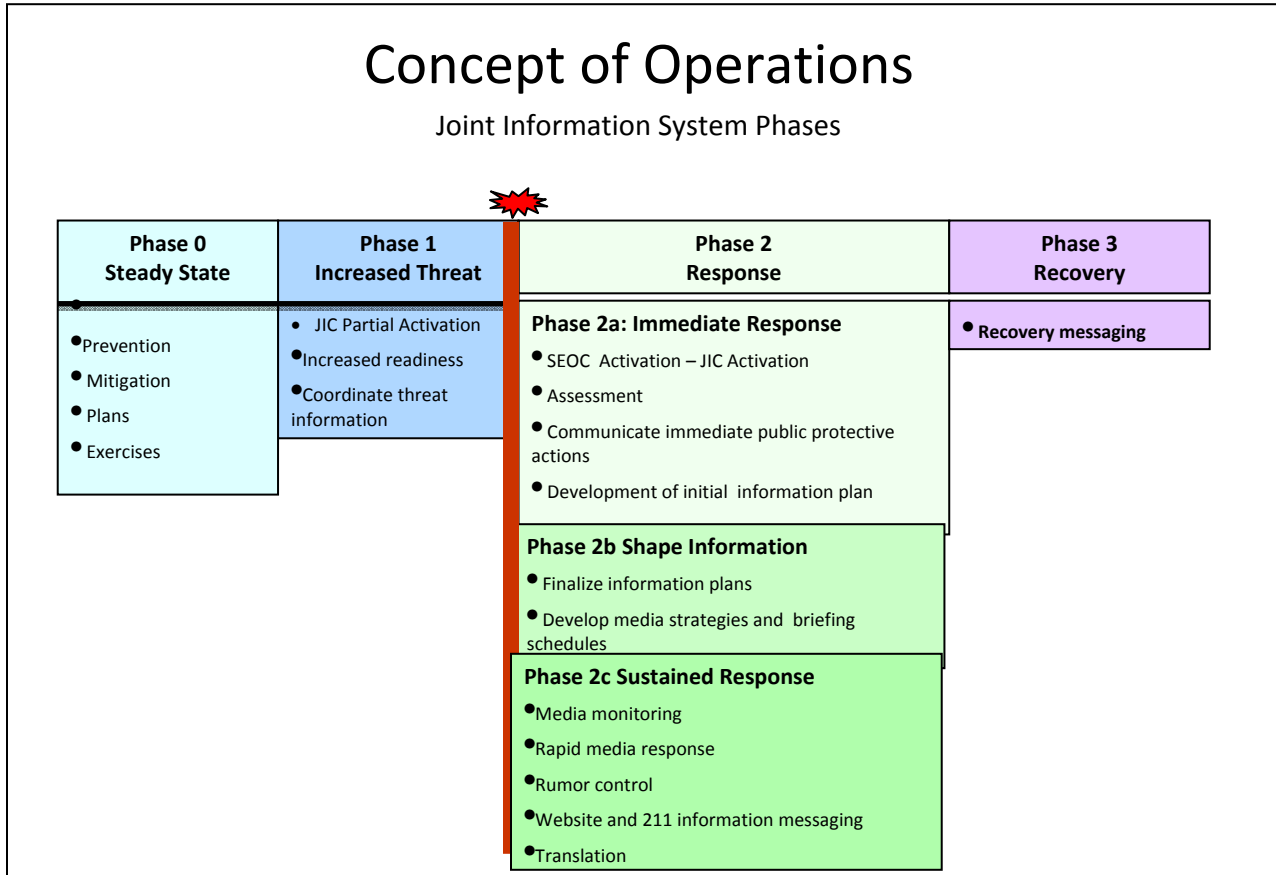 Concept of Operations
Joint Information System Phases
Phase 0
Steady State
Phase 1
Increased Threat
Phase 2
Response
Phase 3
Recovery
•
•Prevention
• Mitigation
• Plans
• Exercises
• JIC Partial Activation
•Increased readiness
•Coordinate threat
information
Phase 2a: Immediate Response
• SEOC Activation – JIC Activation
• Assessment
• Communicate immediate public protective
actions
• Development of initial information plan
Phase 2b Shape Information
• Finalize information plans
• Develop media strategies and briefing
schedules
Phase 2c Sustained Response
•Media monitoring
•Rapid media response
•Rumor control
•Website and 211 information messaging
•Translation
• Recovery messaging